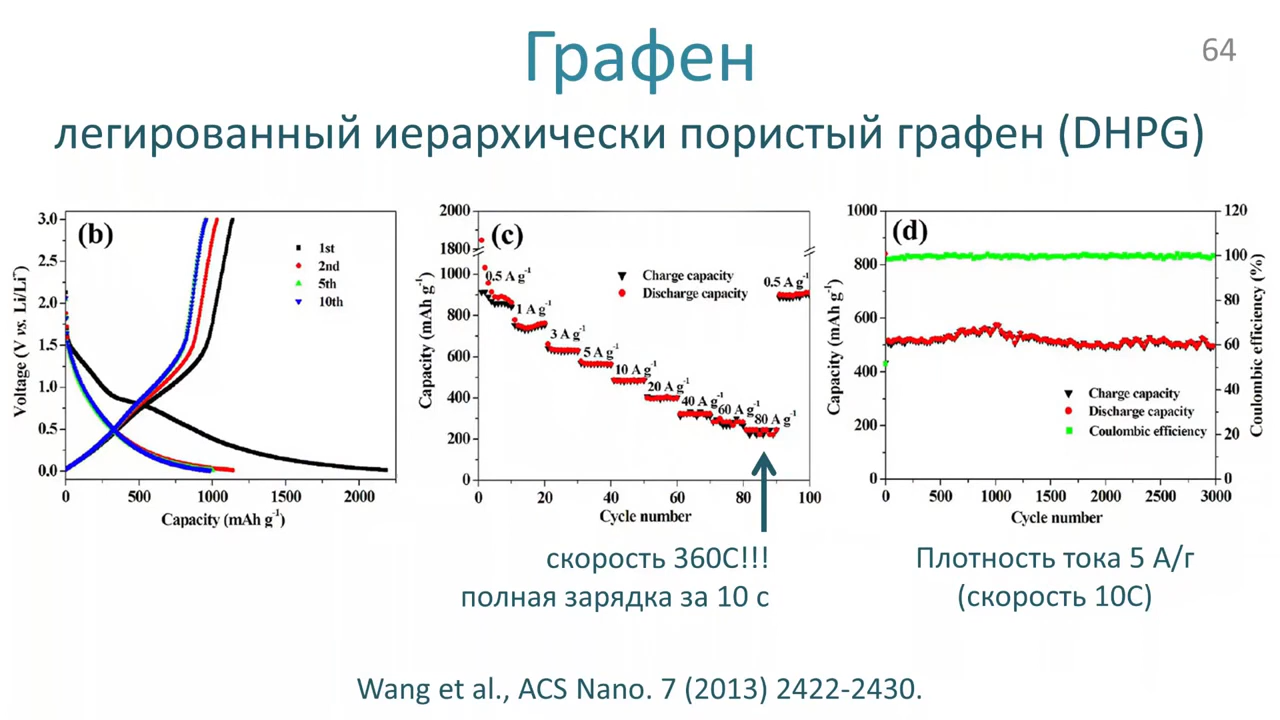 Графен
64
легированный иерархически пористый графен (DHPG)
(b)
3.0
2.5
2.0
1.5
1.0
0.5
0.0
Voltage (V vs. Li/Li⁻)
1st
2nd
5th
10th
0 500 1000 1500 2000
Capacity (mAh g⁻¹)
(c)
2000
1800
1000
800
600
400
200
0
Capacity (mAh g⁻¹)
Charge capacity
Discharge capacity
0.5 A g⁻¹
1 A g⁻¹
3 A g⁻¹
5 A g⁻¹
10 A g⁻¹
20 A g⁻¹
40 A g⁻¹
60 A g⁻¹
80 A g⁻¹
0.5 A g⁻¹
0 20 40 60 80 100
Cycle number
(d)
1000
800
600
400
200
0
Capacity (mAh g⁻¹)
120
100
80
60
40
20
0
Coulombic efficiency (%)
Charge capacity
Discharge capacity
Coulombic efficiency
0 500 1000 1500 2000 2500 3000
Cycle number
скорость 360С!!!
полная зарядка за 10 с
Плотность тока 5 А/г
(скорость 10С)
Wang et al., ACS Nano. 7 (2013) 2422-2430.